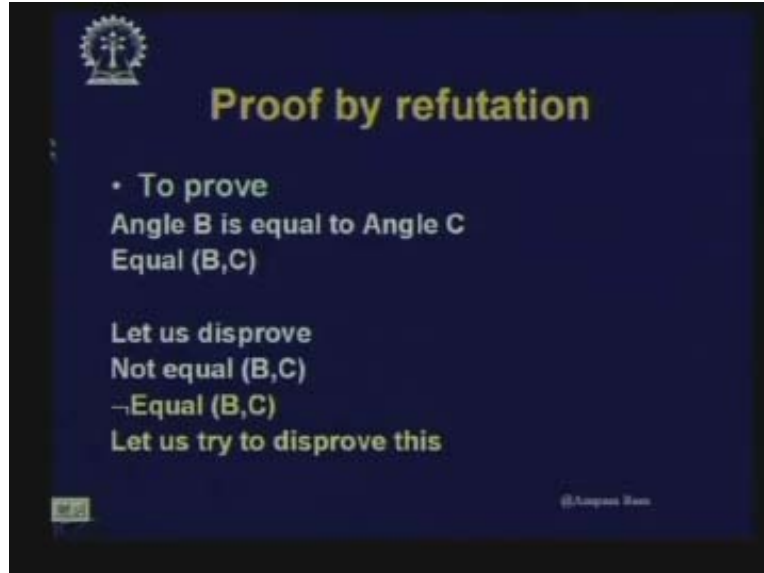 Proof by refutation
• To prove
Angle B is equal to Angle C
Equal (B,C)
Let us disprove
Not equal (B,C)
¬Equal (B,C)
Let us try to disprove this